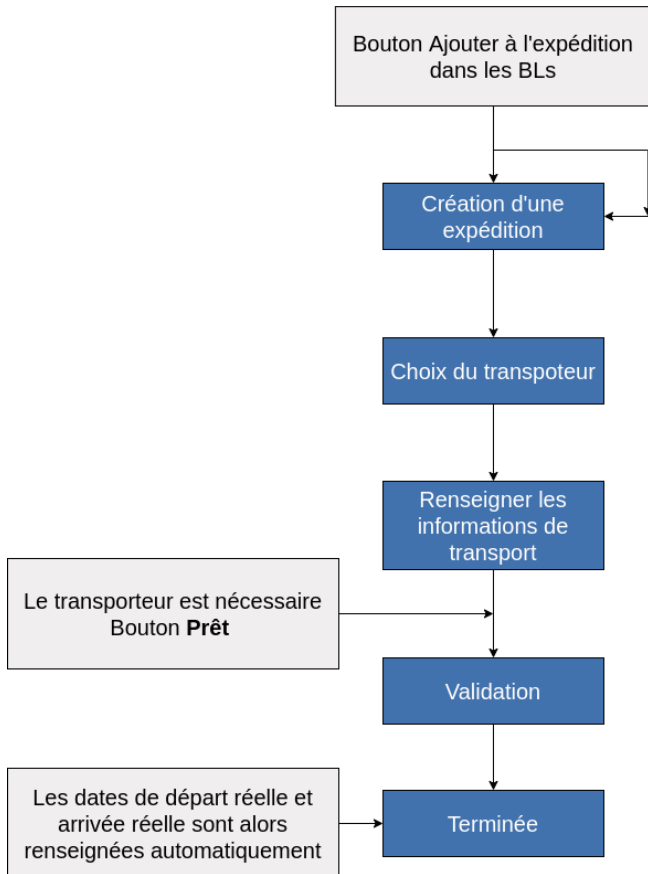 Bouton Ajouter à l'expédition
dans les BLs
Création d'une
expédition
Choix du transpoteur
Renseigner les
informations de
transport
Le transporteur est nécessaire
Bouton Prêt
Validation
Les dates de départ réelle et
arrivée réelle sont alors
renseignées automatiquement
Terminée